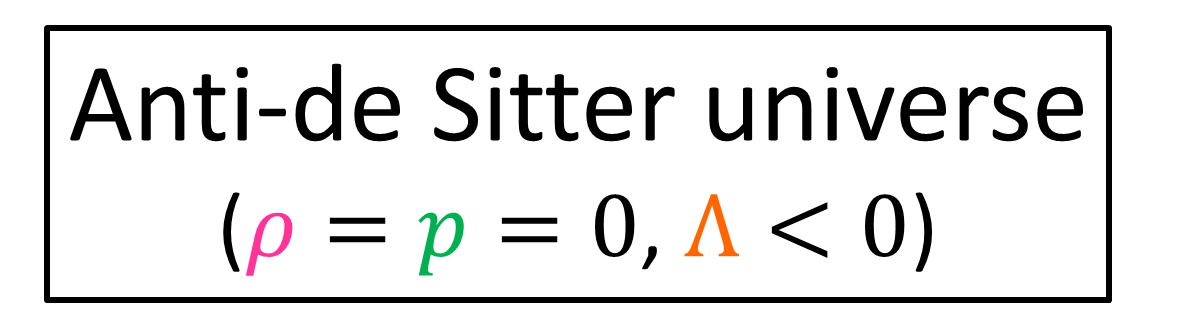 Anti-de Sitter universe
(ρ = p = 0, Λ < 0)